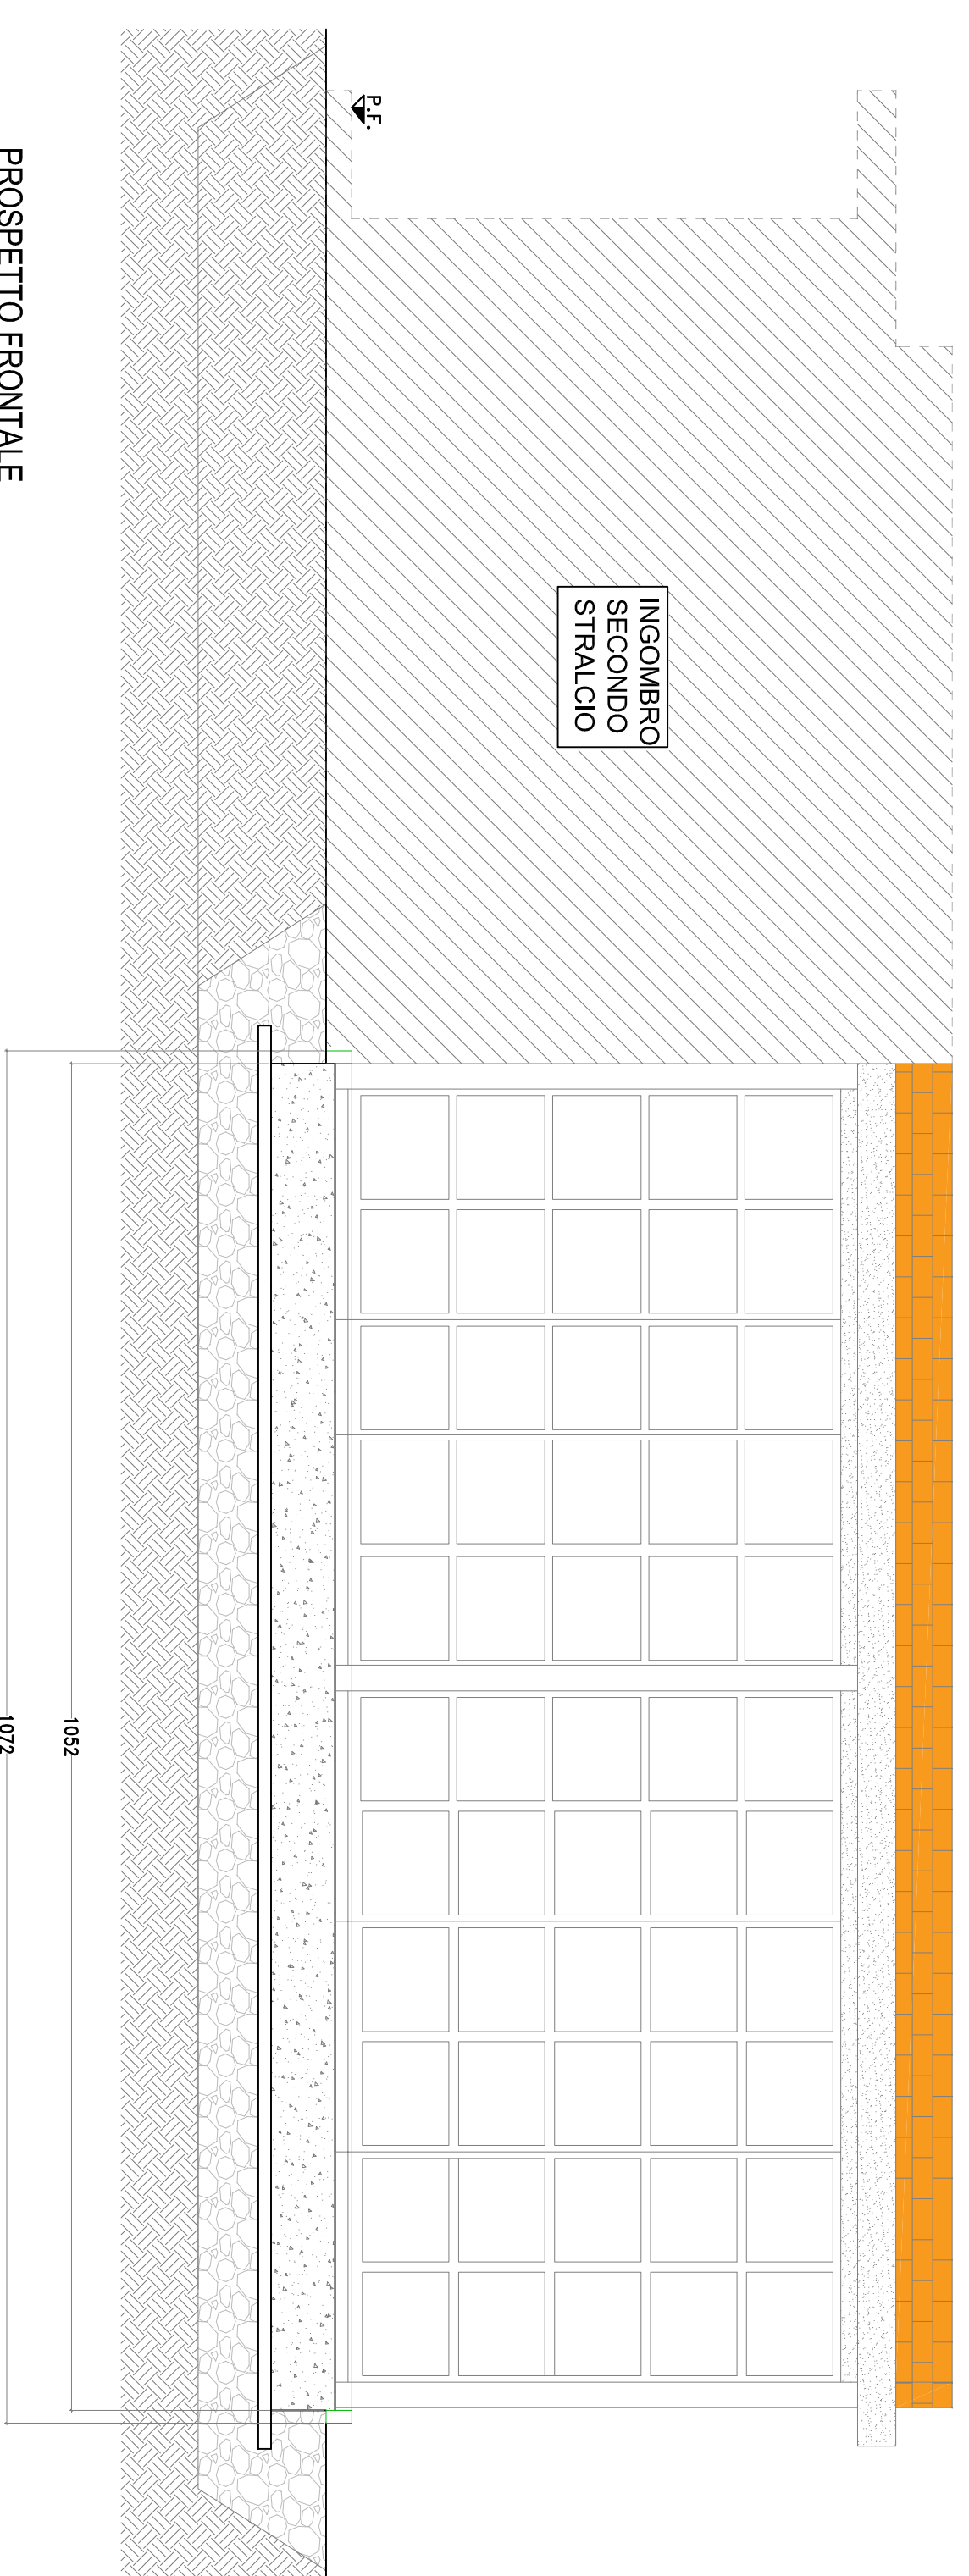 P.F.
INGOMBRO
SECONDO
STRALCIO
1052
1072
PROSPETTO FRONTALE